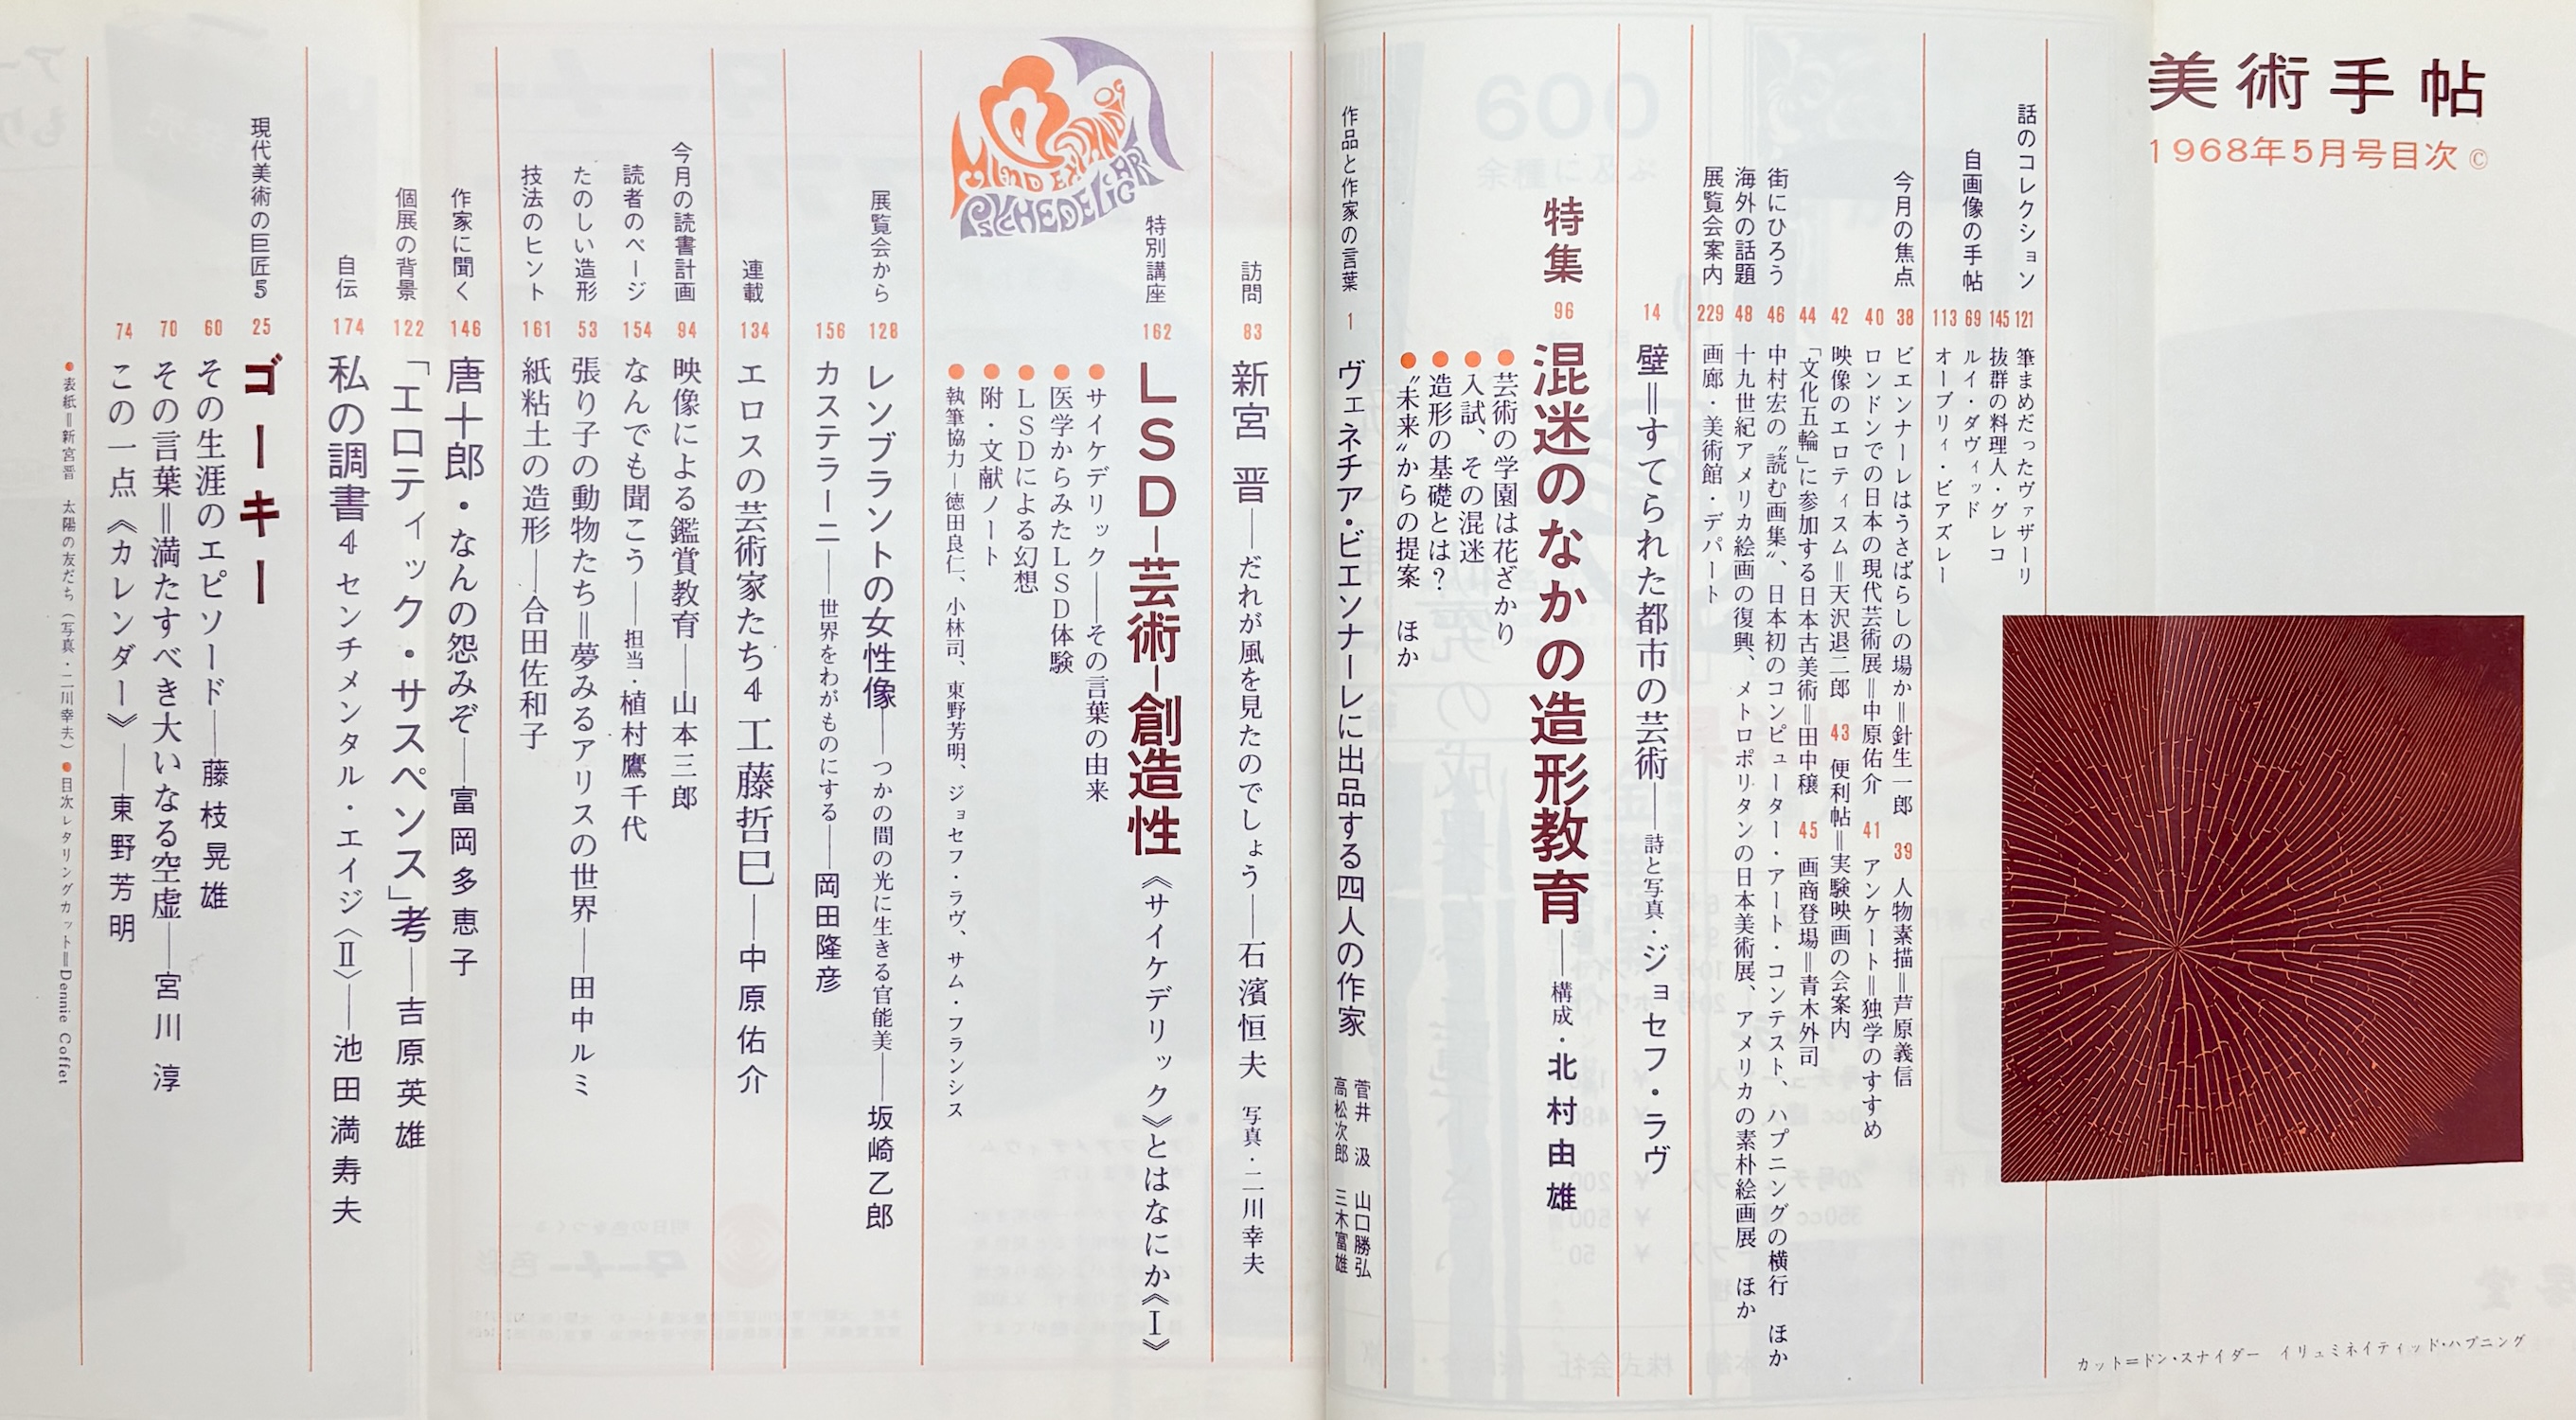 美術手帖
1968年5月号目次 ©
カット=ドン・スナイダー イリュミネイティッド・ハプニング
話のコレクション 121 筆まめだったヴァザーリ
145 抜群の料理人・グレコ
自画像の手帖 69 ルイ・ダヴィッド
113 オーブリィ・ビアズレー
今月の焦点 38 ビエンナーレはうさばらしの場か=針生一郎 39 人物素描=芦原義信
40 ロンドンでの日本の現代芸術展=中原佑介 41 アンケート=独学のすすめ
42 映像のエロティスム=天沢退二郎 43 便利帖=実験映画の会案内
44 「文化五輪」に参加する日本古美術=田中穣 45 画商登場=青木外司
街にひろう 46 中村宏の〝読む画集〟、日本初のコンピューター・アート・コンテスト、ハプニングの横行 ほか
海外の話題 48 十九世紀アメリカ絵画の復興、メトロポリタンの日本美術展、アメリカの素朴絵画展 ほか
展覧会案内 229 画廊・美術館・デパート
14 壁=すてられた都市の芸術——詩と写真・ジョセフ・ラヴ
特集 96 混迷のなかの造形教育——構成・北村由雄
●芸術の学園は花ざかり
●入試、その混迷
●造形の基礎とは?
●〝未来〟からの提案 ほか
作品と作家の言葉 1 ヴェネチア・ビエンナーレに出品する四人の作家 菅井 汲 山口勝弘
高松次郎 三木富雄
訪問 83 新宮 晋——だれが風を見たのでしょう——石濱恒夫 写真・二川幸夫
MIND EXPANDING
PSYCHEDELIC ART
特別講座 162 LSD−芸術−創造性《サイケデリック》とはなにか《Ⅰ》
●サイケデリック——その言葉の由来
●医学からみたLSD体験
●LSDによる幻想
●附・文献ノート
●執筆協力—徳田良仁、小林司、東野芳明、ジョセフ・ラヴ、サム・フランシス
展覧会から 128 レンブラントの女性像——つかの間の光に生きる官能美——坂崎乙郎
156 カステラーニ——世界をわがものにする——岡田隆彦
連載 134 エロスの芸術家たち4 工藤哲巳——中原佑介
今月の読書計画 94 映像による鑑賞教育——山本三郎
読者のページ 154 なんでも聞こう——担当・植村鷹千代
たのしい造形 53 張り子の動物たち=夢みるアリスの世界——田中ルミ
技法のヒント 161 紙粘土の造形——合田佐和子
作家に聞く 146 唐十郎・なんの怨みぞ——富岡多恵子
個展の背景 122 「エロティック・サスペンス」考——吉原英雄
自伝 174 私の調書4 センチメンタル・エイジ〈Ⅱ〉——池田満寿夫
現代美術の巨匠5 25 ゴーキー
60 その生涯のエピソード——藤枝晃雄
70 その言葉=満たすべき大いなる空虚——宮川 淳
74 この一点《カレンダー》——東野芳明
●表紙=新宮晋 太陽の友だち(写真・二川幸夫)●目次レタリングカット=Dennie Coffet